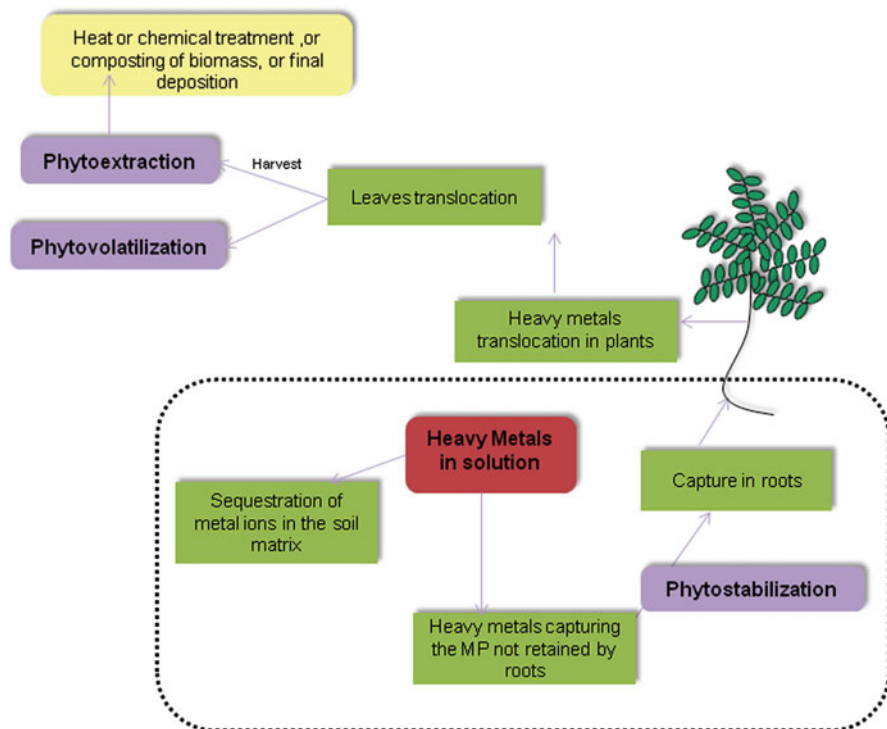 Heat or chemical treatment ,or
composting of biomass, or final
deposition
Phytoextraction
Harvest
Leaves translocation
Phytovolatilization
Heavy metals
translocation in plants
Heavy Metals
in solution
Sequestration of
metal ions in the soil
matrix
Capture in roots
Phytostabilization
Heavy metals capturing
the MP not retained by
roots